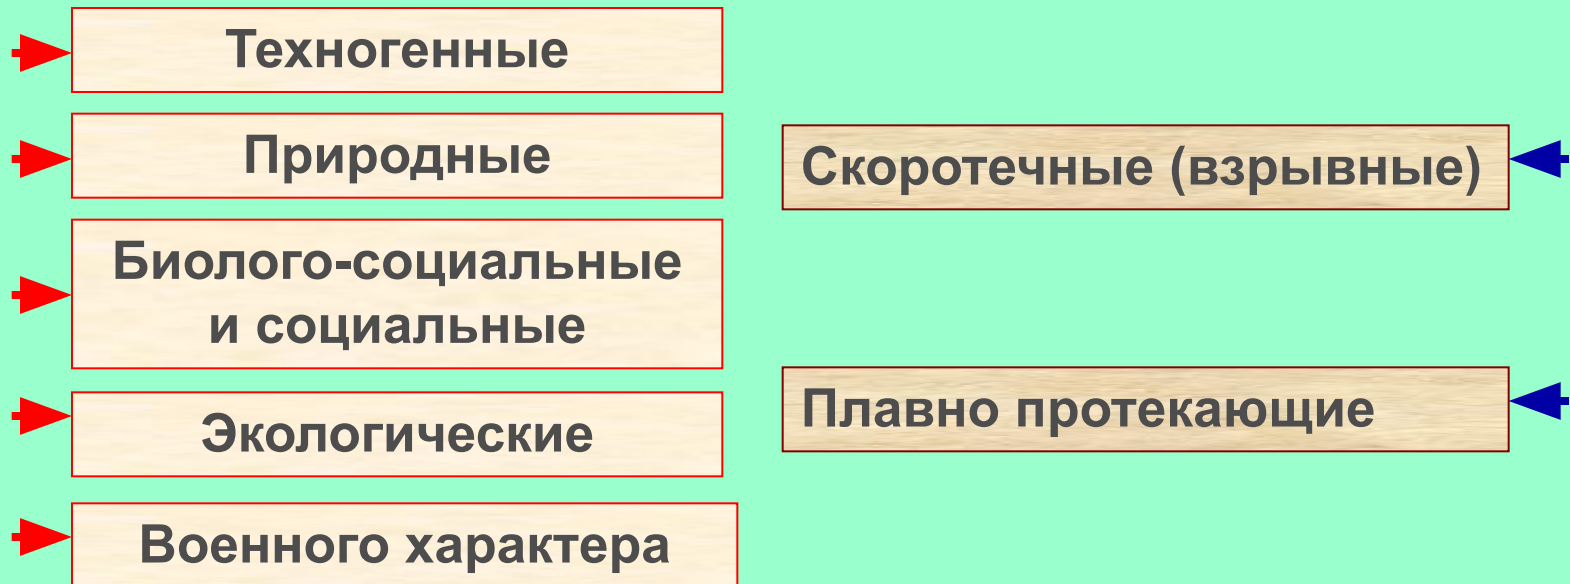 Техногенные
Природные
Биолого-социальные
и социальные
Экологические
Военного характера
Скоротечные (взрывные)
Плавно протекающие